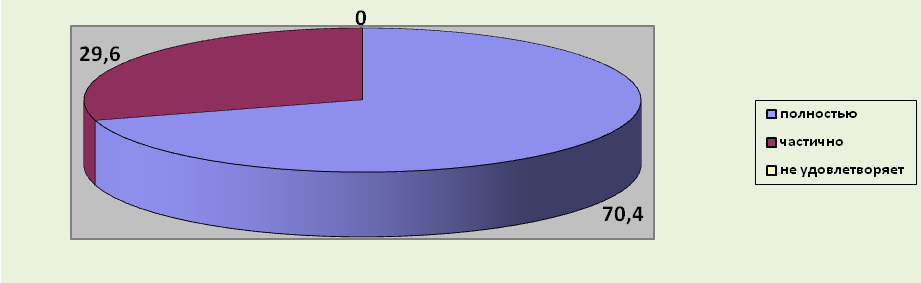 0
29,6
70,4
полностью
частично
не удовлетворяет